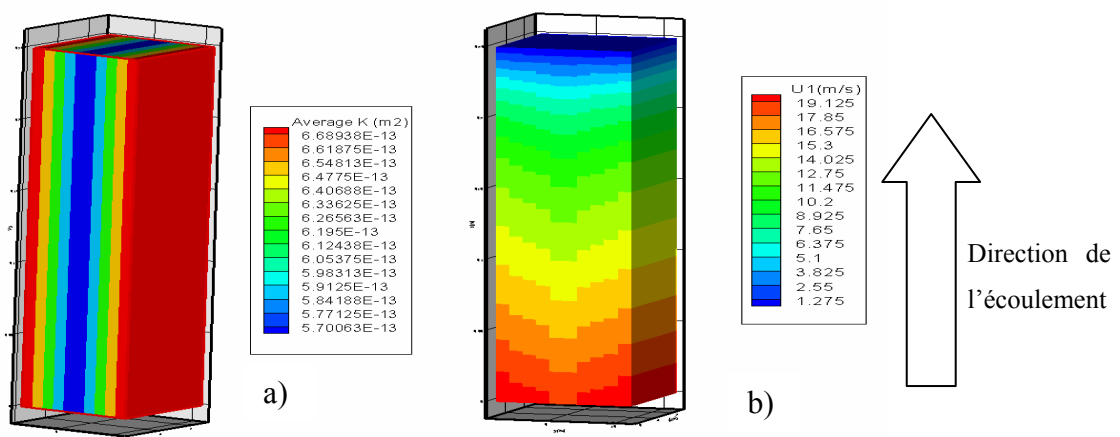 Average K (m2)
6.68938E-13
6.61875E-13
6.54813E-13
6.4775E-13
6.40688E-13
6.33625E-13
6.26563E-13
6.195E-13
6.12438E-13
6.05375E-13
5.98313E-13
5.9125E-13
5.84188E-13
5.77125E-13
5.70063E-13
a)
U1(m/s)
19.125
17.85
16.575
15.3
14.025
12.75
11.475
10.2
8.925
7.65
6.375
5.1
3.825
2.55
1.275
b)
Direction de
l’écoulement